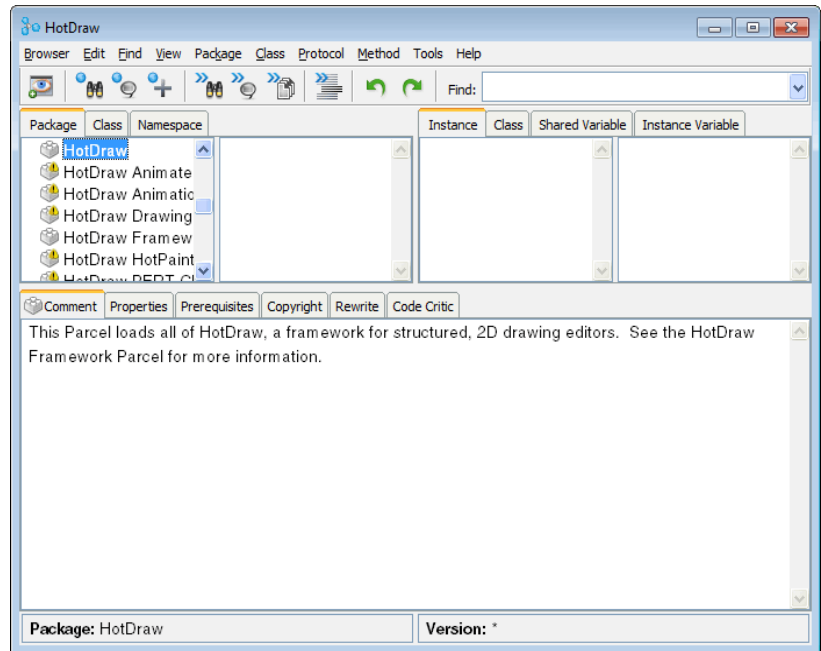 HotDraw
Browser Edit Find View Package Class Protocol Method Tools Help
Find:
Package Class Namespace
Instance Class Shared Variable Instance Variable
HotDraw
HotDraw Animate
HotDraw Animatio
HotDraw Drawing
HotDraw Framew
HotDraw HotPaint
HotDraw PERT
Comment Properties Prerequisites Copyright Rewrite Code Critic
This Parcel loads all of HotDraw, a framework for structured, 2D drawing editors. See the HotDraw
Framework Parcel for more information.
Package: HotDraw
Version: *